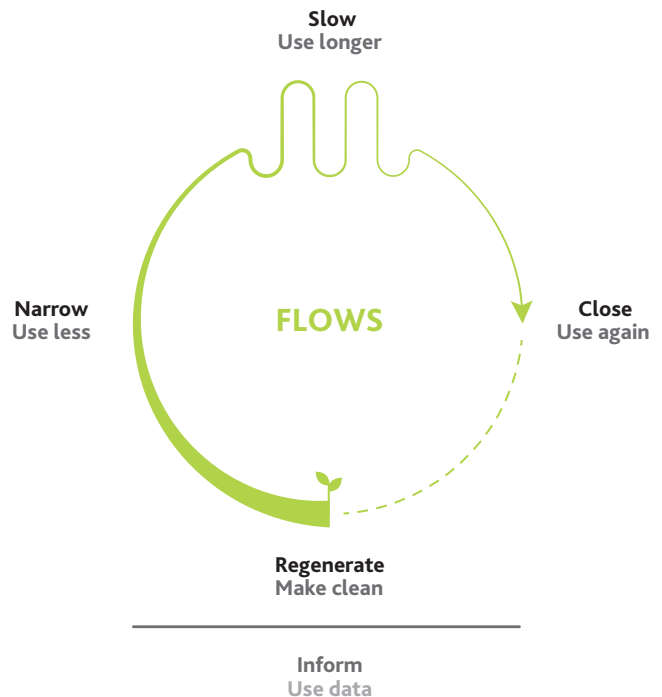 Slow
Use longer
Narrow
Use less
FLOWS
Close
Use again
Regenerate
Make clean
Inform
Use data